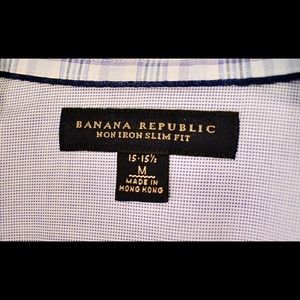 BANANA REPUBLIC
NON IRON SLIM FIT
15-15½
M
MADE IN
HONG KONG